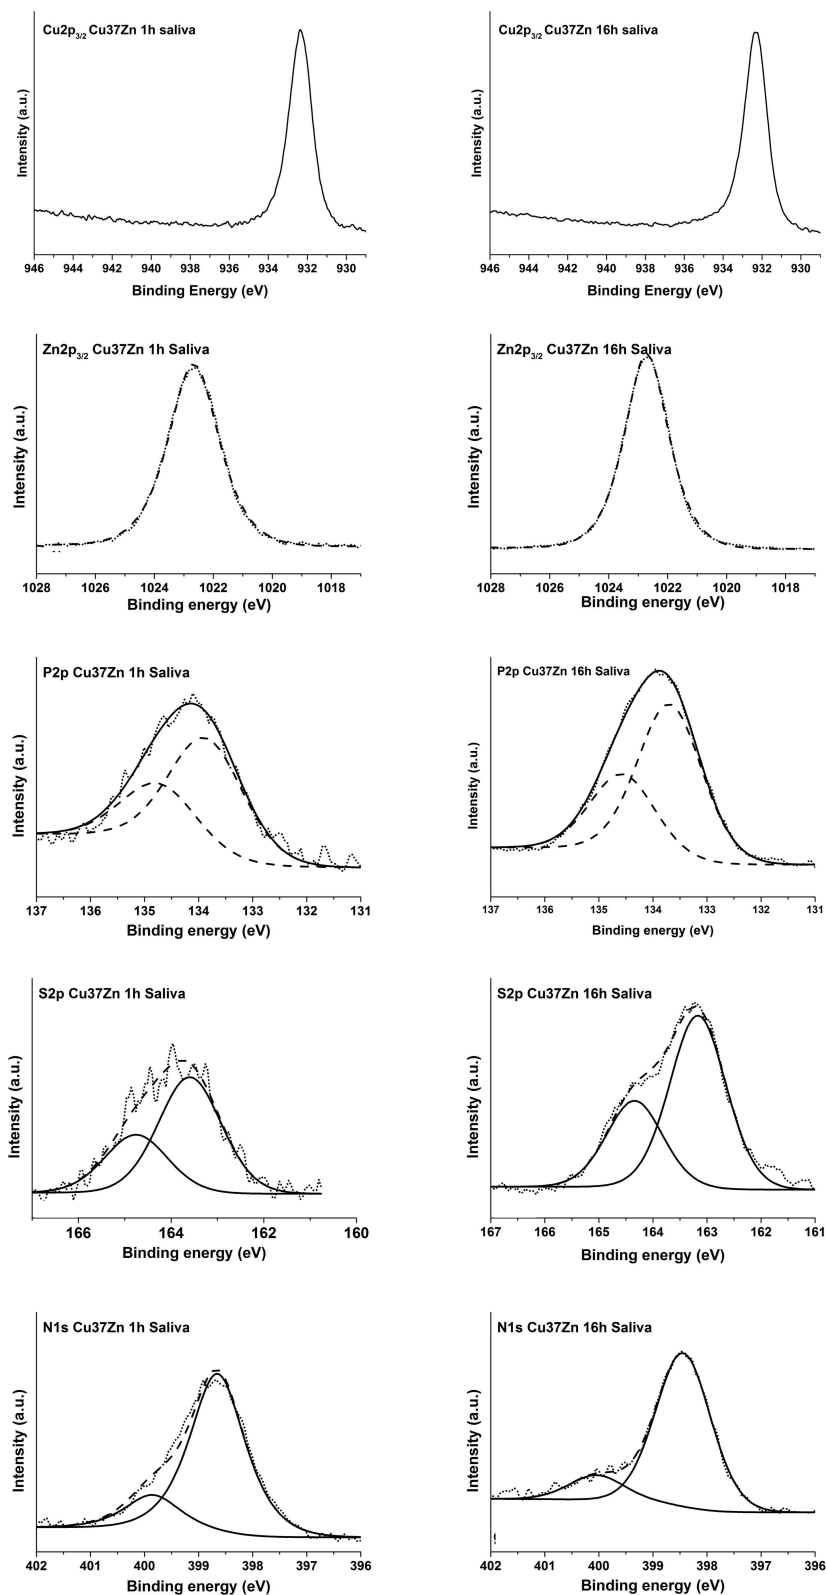 Cu2p3/2 Cu37Zn 1h saliva
Intensity (a.u.)
946 944 942 940 938 936 934 932 930
Binding Energy (eV)
Cu2p3/2 Cu37Zn 16h saliva
Intensity (a.u.)
946 944 942 940 938 936 934 932 930
Binding Energy (eV)
Zn2p3/2 Cu37Zn 1h Saliva
Intensity (a.u.)
1028 1026 1024 1022 1020 1018
Binding energy (eV)
Zn2p3/2 Cu37Zn 16h Saliva
Intensity (a.u.)
1028 1026 1024 1022 1020 1018
Binding energy (eV)
P2p Cu37Zn 1h Saliva
Intensity (a.u.)
137 136 135 134 133 132 131
Binding energy (eV)
P2p Cu37Zn 16h Saliva
Intensity (a.u.)
137 136 135 134 133 132 131
Binding energy (eV)
S2p Cu37Zn 1h Saliva
Intensity (a.u.)
166 164 162 160
Binding energy (eV)
S2p Cu37Zn 16h Saliva
Intensity (a.u.)
167 166 165 164 163 162 161
Binding energy (eV)
N1s Cu37Zn 1h Saliva
Intensity (a.u.)
402 401 400 399 398 397 396
Binding energy (eV)
N1s Cu37Zn 16h Saliva
Intensity (a.u.)
402 401 400 399 398 397 396
Binding energy (eV)